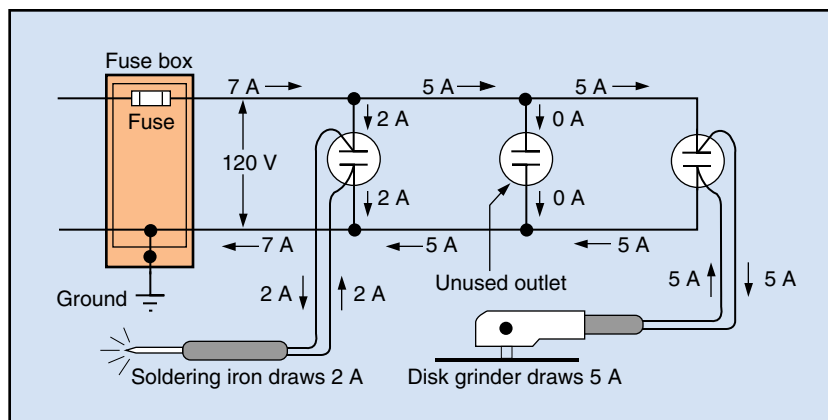 Fuse box
7 A
5 A
5 A
Fuse
2 A
0 A
120 V
2 A
0 A
7 A
5 A
5 A
Ground
2 A
2 A
Unused outlet
5 A
5 A
Soldering iron draws 2 A
Disk grinder draws 5 A